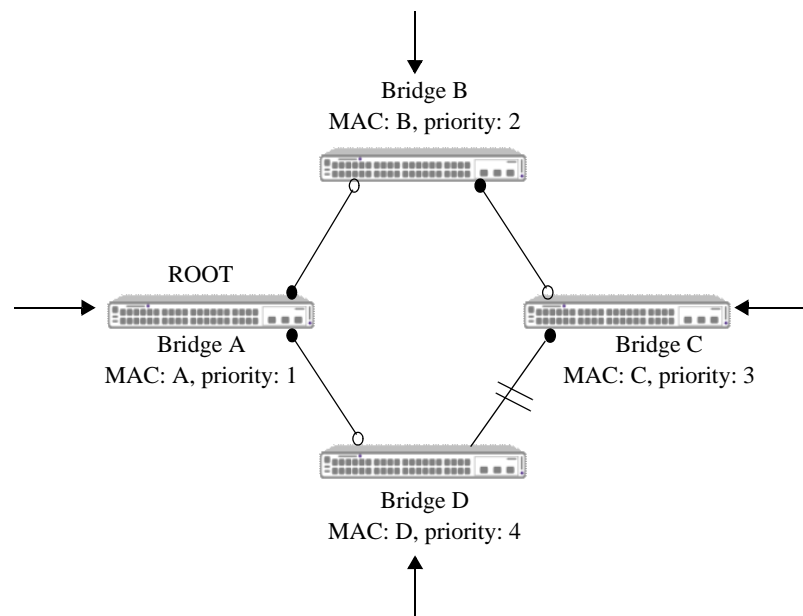 Bridge B
MAC: B, priority: 2
ROOT
Bridge A
MAC: A, priority: 1
Bridge C
MAC: C, priority: 3
Bridge D
MAC: D, priority: 4